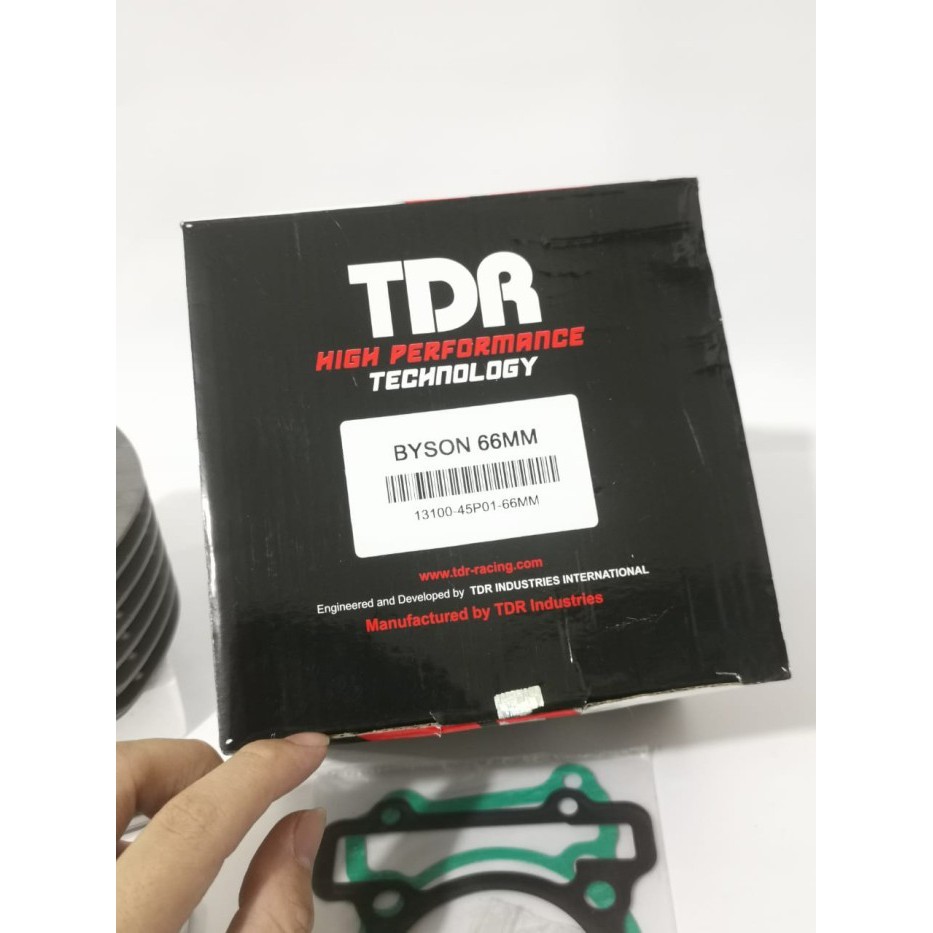 TDR
HIGH PERFORMANCE
TECHNOLOGY
BYSON 66MM
13100-45P01-66MM
www.tdr-racing.com
Engineered and Developed by TDR INDUSTRIES INTERNATIONAL
Manufactured by TDR Industries